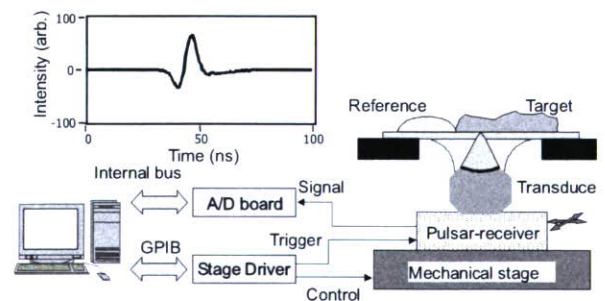 Intensity (arb.)
100
0
-100
0
50
100
Time (ns)
Reference
Target
Internal bus
Transduce
A/D board
Signal
Pulsar-receiver
GPIB
Trigger
Stage Driver
Mechanical stage
Control